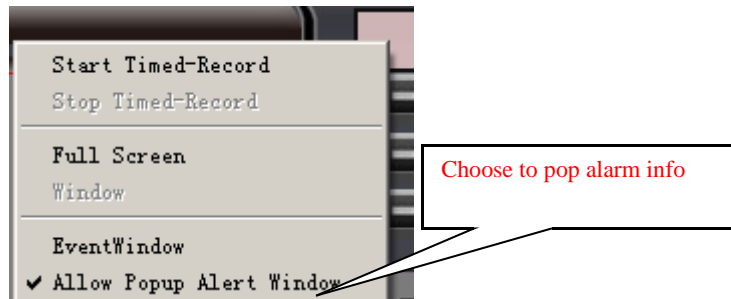 Start Timed-Record
Stop Timed-Record
Full Screen
Window
EventWindow
Allow Popup Alert Window
Choose to pop alarm info